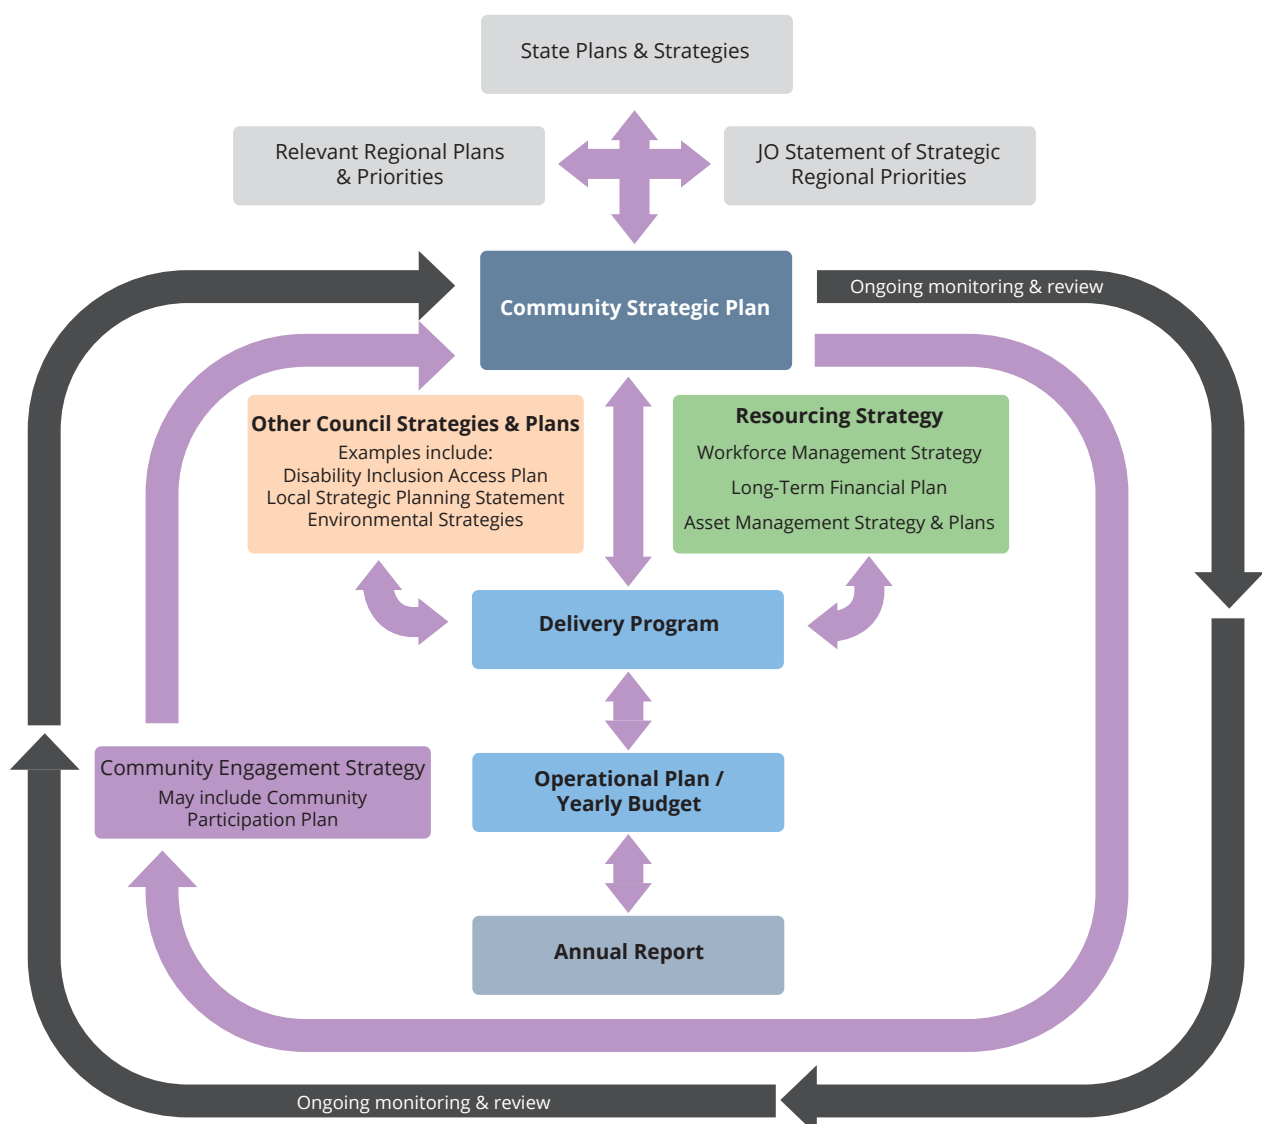 State Plans & Strategies
Relevant Regional Plans
& Priorities
JO Statement of Strategic
Regional Priorities
Community Strategic Plan
Ongoing monitoring & review
Other Council Strategies & Plans
Examples include:
Disability Inclusion Access Plan
Local Strategic Planning Statement
Environmental Strategies
Resourcing Strategy
Workforce Management Strategy
Long-Term Financial Plan
Asset Management Strategy & Plans
Delivery Program
Community Engagement Strategy
May include Community
Participation Plan
Operational Plan /
Yearly Budget
Annual Report
Ongoing monitoring & review